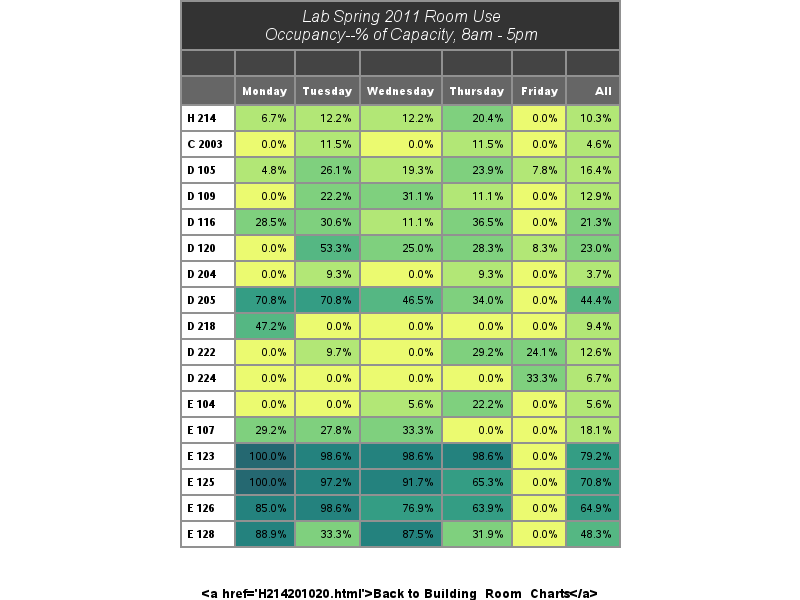 Lab Spring 2011 Room Use
Occupancy--% of Capacity, 8am - 5pm
Monday Tuesday Wednesday Thursday Friday All
H 214 6.7% 12.2% 12.2% 20.4% 0.0% 10.3%
C 2003 0.0% 11.5% 0.0% 11.5% 0.0% 4.6%
D 105 4.8% 26.1% 19.3% 23.9% 7.8% 16.4%
D 109 0.0% 22.2% 31.1% 11.1% 0.0% 12.9%
D 116 28.5% 30.6% 11.1% 36.5% 0.0% 21.3%
D 120 0.0% 53.3% 25.0% 28.3% 8.3% 23.0%
D 204 0.0% 9.3% 0.0% 9.3% 0.0% 3.7%
D 205 70.8% 70.8% 46.5% 34.0% 0.0% 44.4%
D 218 47.2% 0.0% 0.0% 0.0% 0.0% 9.4%
D 222 0.0% 9.7% 0.0% 29.2% 24.1% 12.6%
D 224 0.0% 0.0% 0.0% 0.0% 33.3% 6.7%
E 104 0.0% 0.0% 5.6% 22.2% 0.0% 5.6%
E 107 29.2% 27.8% 33.3% 0.0% 0.0% 18.1%
E 123 100.0% 98.6% 98.6% 98.6% 0.0% 79.2%
E 125 100.0% 97.2% 91.7% 65.3% 0.0% 70.8%
E 126 85.0% 98.6% 76.9% 63.9% 0.0% 64.9%
E 128 88.9% 33.3% 87.5% 31.9% 0.0% 48.3%
<a href='H214201020.html'>Back to Building_Room_Charts</a>